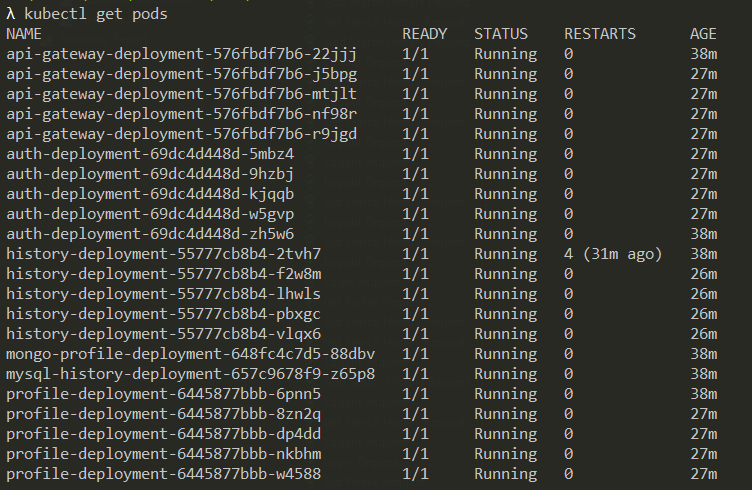 λ kubectl get pods
NAME READY STATUS RESTARTS AGE
api-gateway-deployment-576fbdf7b6-22jjj 1/1 Running 0 38m
api-gateway-deployment-576fbdf7b6-j5bpg 1/1 Running 0 27m
api-gateway-deployment-576fbdf7b6-mtjlt 1/1 Running 0 27m
api-gateway-deployment-576fbdf7b6-nf98r 1/1 Running 0 27m
api-gateway-deployment-576fbdf7b6-r9jgd 1/1 Running 0 27m
auth-deployment-69dc4d448d-5mbz4 1/1 Running 0 27m
auth-deployment-69dc4d448d-9hzbj 1/1 Running 0 27m
auth-deployment-69dc4d448d-kjqqb 1/1 Running 0 27m
auth-deployment-69dc4d448d-w5gvp 1/1 Running 0 27m
auth-deployment-69dc4d448d-zh5w6 1/1 Running 0 38m
history-deployment-55777cb8b4-2tvh7 1/1 Running 4 (31m ago) 38m
history-deployment-55777cb8b4-f2w8m 1/1 Running 0 26m
history-deployment-55777cb8b4-lhwls 1/1 Running 0 26m
history-deployment-55777cb8b4-pbxgc 1/1 Running 0 26m
history-deployment-55777cb8b4-vlqx6 1/1 Running 0 26m
mongo-profile-deployment-648fc4c7d5-88dbv 1/1 Running 0 38m
mysql-history-deployment-657c9678f9-z65p8 1/1 Running 0 38m
profile-deployment-6445877bbb-6pnn5 1/1 Running 0 38m
profile-deployment-6445877bbb-8zn2q 1/1 Running 0 27m
profile-deployment-6445877bbb-dp4dd 1/1 Running 0 27m
profile-deployment-6445877bbb-nkbhm 1/1 Running 0 27m
profile-deployment-6445877bbb-w4588 1/1 Running 0 27m